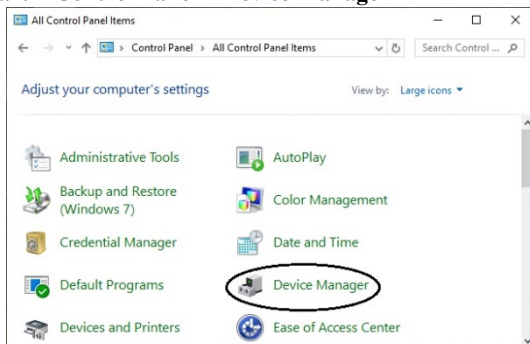 All Control Panel Items
Control Panel > All Control Panel Items
Search Control ...
Adjust your computer's settings
View by: Large icons
Administrative Tools
AutoPlay
Backup and Restore
(Windows 7)
Color Management
Credential Manager
Date and Time
Default Programs
Device Manager
Devices and Printers
Ease of Access Center